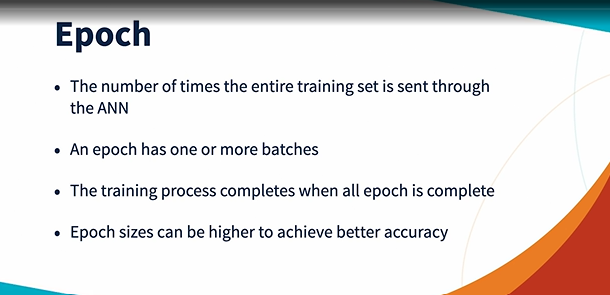 Epoch
• The number of times the entire training set is sent through
the ANN
• An epoch has one or more batches
• The training process completes when all epoch is complete
• Epoch sizes can be higher to achieve better accuracy